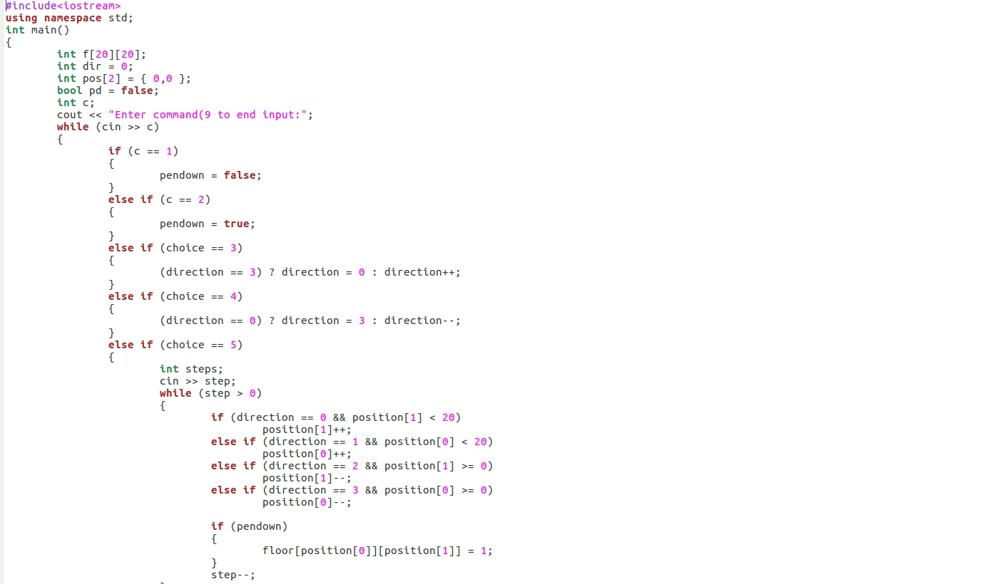 #include<iostream>
using namespace std;
int main()
{
        int f[20][20];
        int dir = 0;
        int pos[2] = { 0,0 };
        bool pd = false;
        int c;
        cout << "Enter command(9 to end input:";
        while (cin >> c)
        {
                if (c == 1)
                {
                        pendown = false;
                }
                else if (c == 2)
                {
                        pendown = true;
                }
                else if (choice == 3)
                {
                        (direction == 3) ? direction = 0 : direction++;
                }
                else if (choice == 4)
                {
                        (direction == 0) ? direction = 3 : direction--;
                }
                else if (choice == 5)
                {
                        int steps;
                        cin >> step;
                        while (step > 0)
                        {
                                if (direction == 0 && position[1] < 20)
                                        position[1]++;
                                else if (direction == 1 && position[0] < 20)
                                        position[0]++;
                                else if (direction == 2 && position[1] >= 0)
                                        position[1]--;
                                else if (direction == 3 && position[0] >= 0)
                                        position[0]--;

                                if (pendown)
                                {
                                        floor[position[0]][position[1]] = 1;
                                }
                                step--;